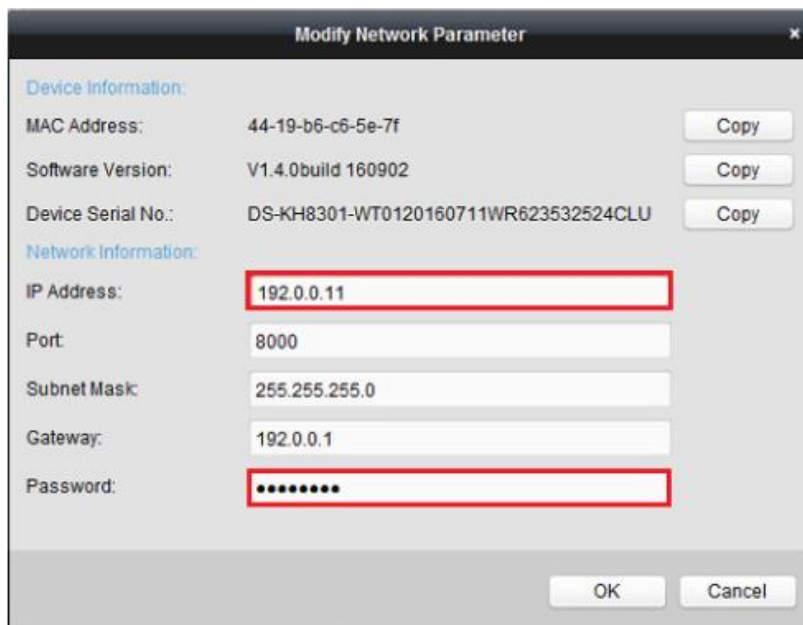 Modify Network Parameter ×
Device Information:
MAC Address: 44-19-b6-c6-5e-7f Copy
Software Version: V1.4.0build 160902 Copy
Device Serial No.: DS-KH8301-WT0120160711WR623532524CLU Copy
Network Information:
IP Address: 192.0.0.11
Port: 8000
Subnet Mask: 255.255.255.0
Gateway: 192.0.0.1
Password: ●●●●●●●●
OK Cancel